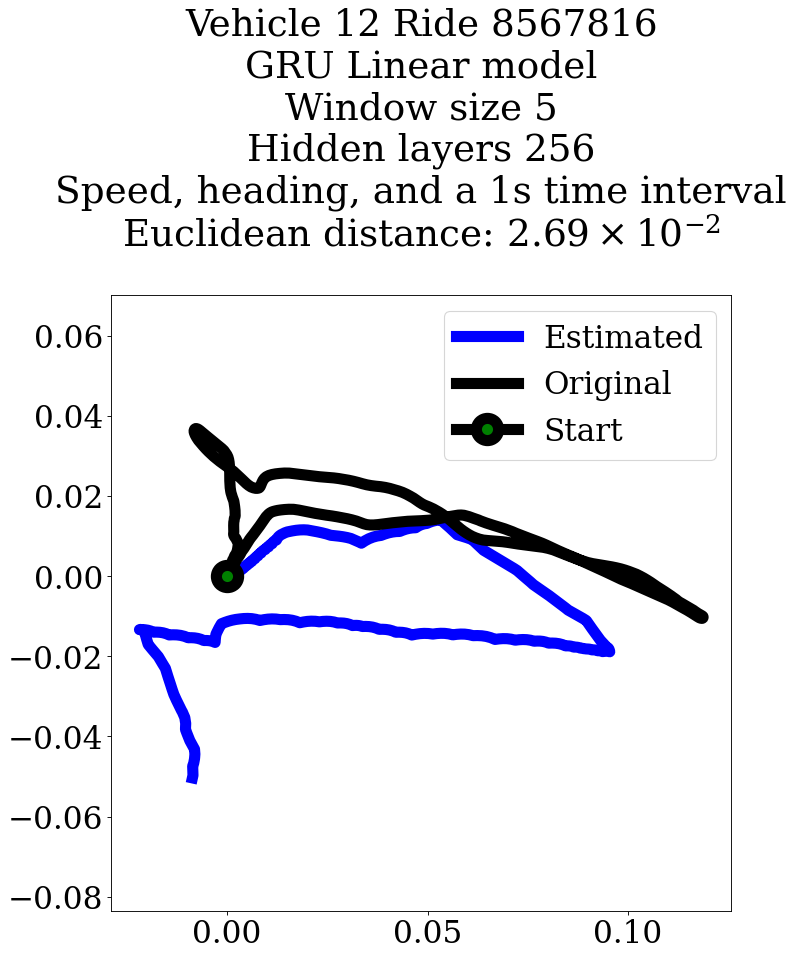 Vehicle 12 Ride 8567816
GRU Linear model
Window size 5
Hidden layers 256
Speed, heading, and a 1s time interval
Euclidean distance: 2.69 × 10⁻²
Estimated
Original
Start
0.06
0.04
0.02
0.00
−0.02
−0.04
−0.06
−0.08
0.00 0.05 0.10